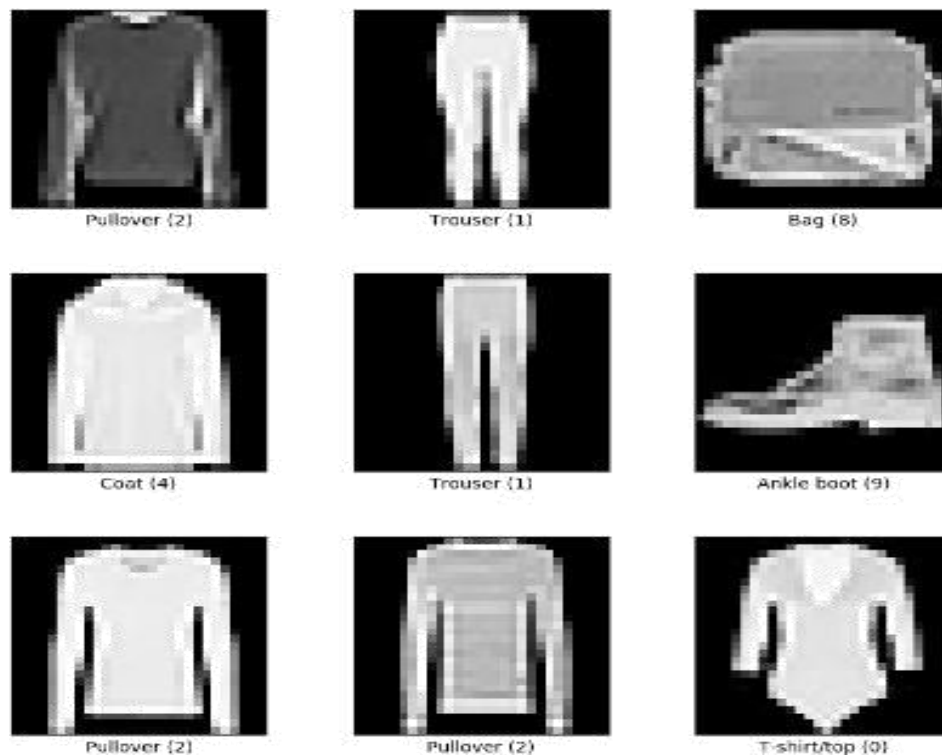 Pullover (2)
Trouser (1)
Bag (8)
Coat (4)
Trouser (1)
Ankle boot (9)
Pullover (2)
Pullover (2)
T-shirt/top (0)